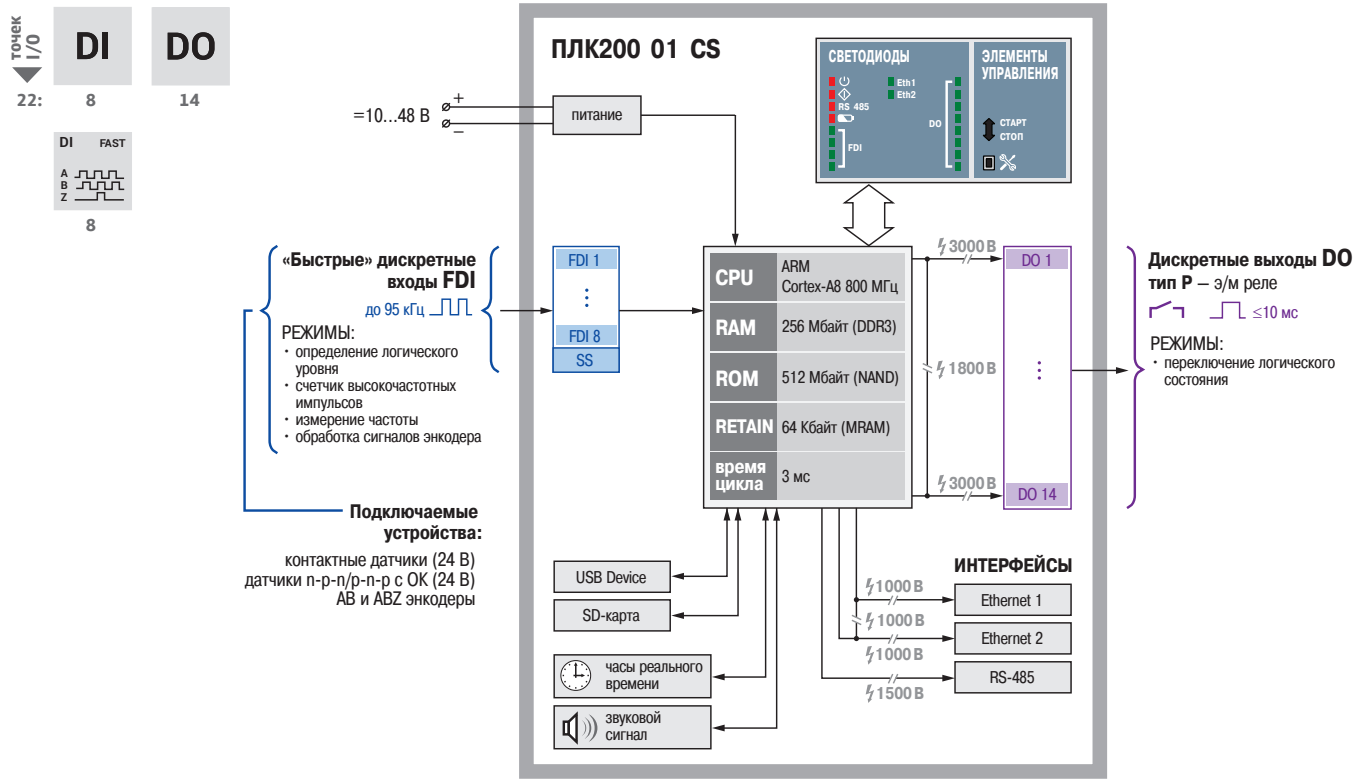 точек
I/O
DI
DO
22:
8
14
DI FAST
A
B
Z
8
ПЛК200 01 CS
=10...48 В
+
–
питание
СВЕТОДИОДЫ
RS 485
FDI
Eth1
Eth2
DO
ЭЛЕМЕНТЫ
УПРАВЛЕНИЯ
СТАРТ
СТОП
«Быстрые» дискретные
входы FDI
до 95 кГц
РЕЖИМЫ:
· определение логического
уровня
· счетчик высокочастотных
импульсов
· измерение частоты
· обработка сигналов энкодера
Подключаемые
устройства:
контактные датчики (24 В)
датчики n-p-n/p-n-p с ОК (24 В)
AB и ABZ энкодеры
FDI 1
⋮
FDI 8
SS
CPU
ARM
Cortex-A8 800 МГц
RAM
256 Мбайт (DDR3)
ROM
512 Мбайт (NAND)
RETAIN
64 Кбайт (MRAM)
время
цикла
3 мс
3000 В
1800 В
3000 В
DO 1
⋮
DO 14
Дискретные выходы DO
тип Р – э/м реле
≤10 мс
РЕЖИМЫ:
· переключение логического
состояния
USB Device
SD-карта
часы реального
времени
звуковой
сигнал
ИНТЕРФЕЙСЫ
1000 В
Ethernet 1
1000 В
Ethernet 2
1000 В
RS-485
1500 В